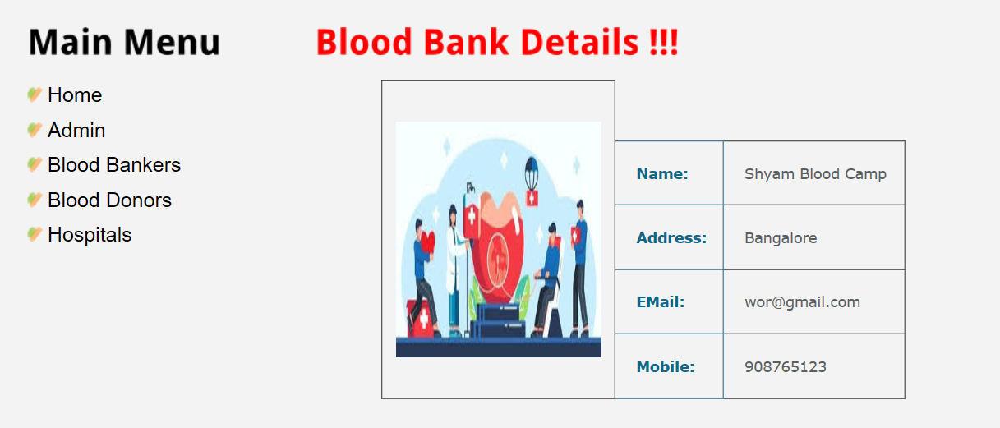 Main Menu
Blood Bank Details !!!
Home
Admin
Blood Bankers
Blood Donors
Hospitals
Name: Shyam Blood Camp
Address: Bangalore
EMail: wor@gmail.com
Mobile: 908765123